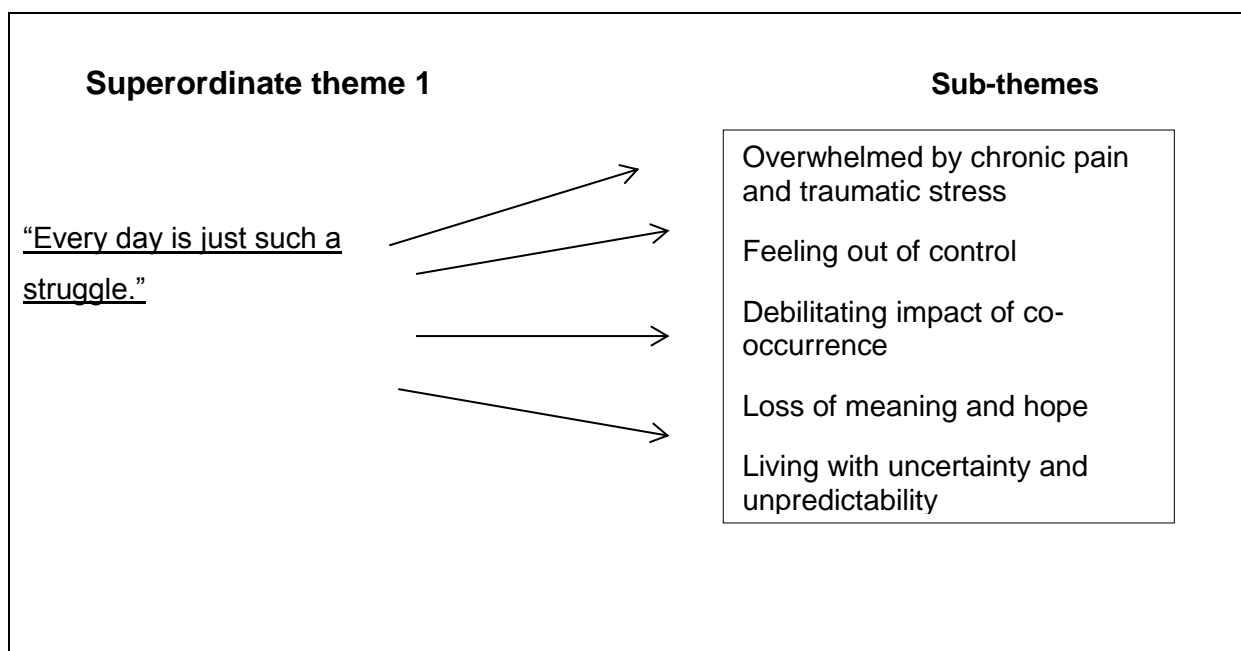 Superordinate theme 1
Sub-themes
“Every day is just such a
struggle.”
Overwhelmed by chronic pain
and traumatic stress
Feeling out of control
Debilitating impact of co-
occurrence
Loss of meaning and hope
Living with uncertainty and
unpredictability